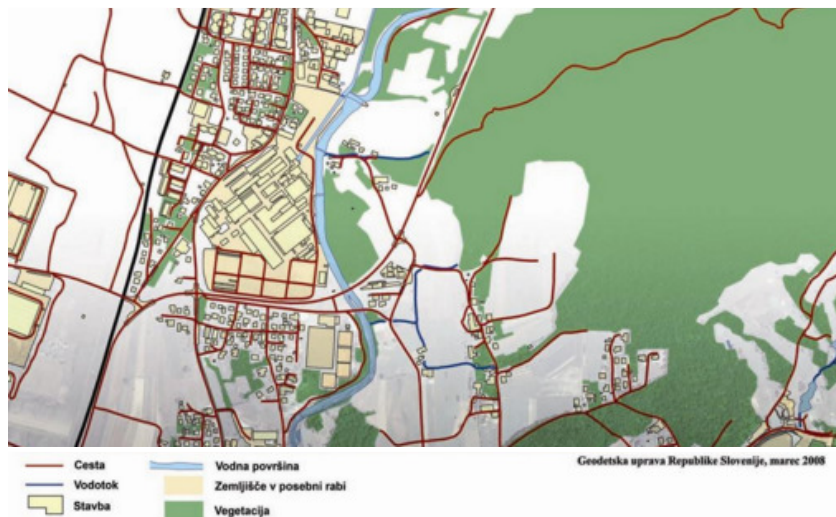 Cesta
Vodotok
Stavba
Vodna površina
Zemljišče v posebni rabi
Vegetacija
Geodetska uprava Republike Slovenije, marec 2008